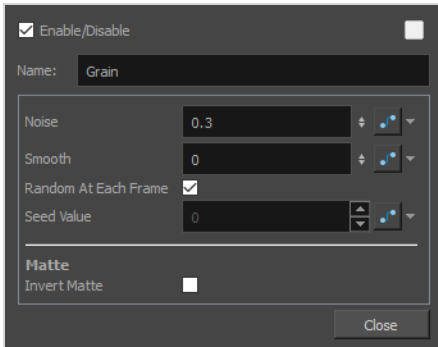 Enable/Disable
Name: Grain
Noise 0.3
Smooth 0
Random At Each Frame
Seed Value 0
Matte
Invert Matte
Close